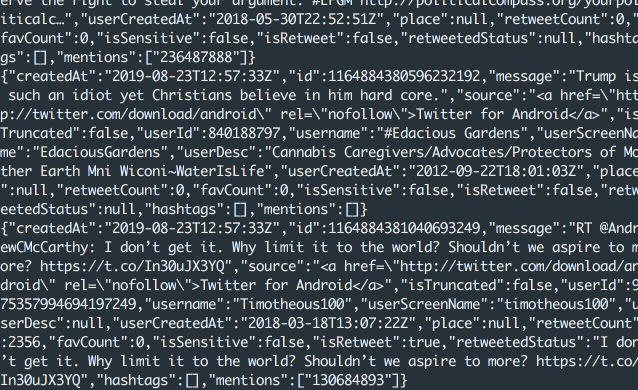 erve the right to steal your argument. #LFGM http://politicalcompass.org/yourpol
iticalc…","userCreatedAt":"2018-05-30T22:52:51Z","place":null,"retweetCount":0,"
favCount":0,"isSensitive":false,"isRetweet":false,"retweetedStatus":null,"hashta
gs":[],"mentions":["236487888"]}
{"createdAt":"2019-08-23T12:57:33Z","id":1164884380596232192,"message":"Trump is
such an idiot yet Christians believe in him hard core.","source":"<a href=\"htt
p://twitter.com/download/android\" rel=\"nofollow\">Twitter for Android</a>","is
Truncated":false,"userId":840188797,"username":"#Edacious Gardens","userScreenNa
me":"EdaciousGardens","userDesc":"Cannabis Caregivers/Advocates/Protectors of Mo
ther Earth Mni Wiconi~WaterIsLife","userCreatedAt":"2012-09-22T18:01:03Z","place
":null,"retweetCount":0,"favCount":0,"isSensitive":false,"isRetweet":false,"retw
eetedStatus":null,"hashtags":[],"mentions":[]}
{"createdAt":"2019-08-23T12:57:33Z","id":1164884381040693249,"message":"RT @Andr
ewCMcCarthy: I don’t get it. Why limit it to the world? Shouldn’t we aspire to m
ore? https://t.co/In30uJX3YQ","source":"<a href=\"http://twitter.com/download/an
droid\" rel=\"nofollow\">Twitter for Android</a>","isTruncated":false,"userId":9
75357994694197249,"username":"Timotheous100","userScreenName":"timotheous100","u
serDesc":null,"userCreatedAt":"2018-03-18T13:07:22Z","place":null,"retweetCount"
:2356,"favCount":0,"isSensitive":false,"isRetweet":true,"retweetedStatus":"I don
’t get it. Why limit it to the world? Shouldn’t we aspire to more? https://t.co/
In30uJX3YQ","hashtags":[],"mentions":["130684893"]}